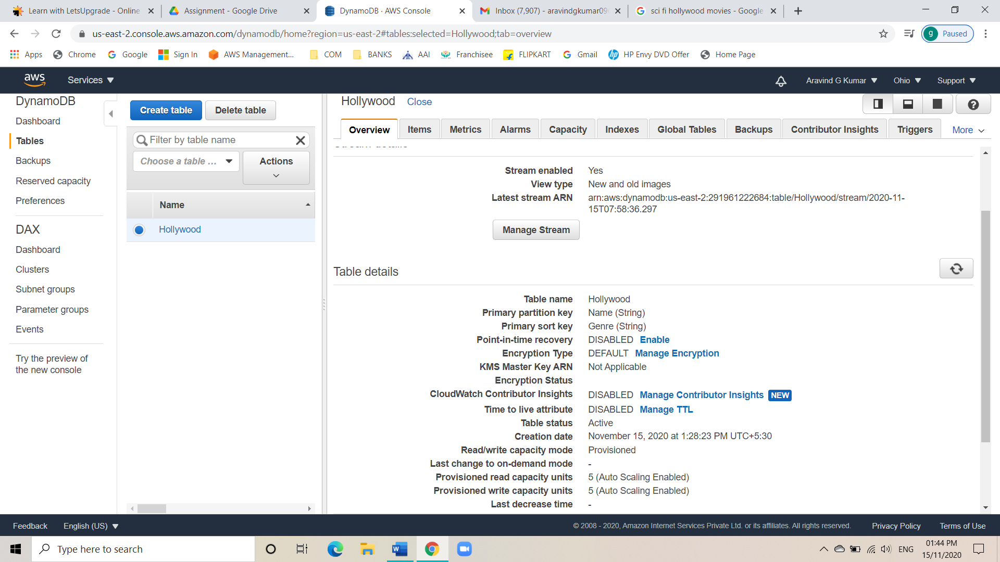 Learn with LetsUpgrade - Online
Assignment - Google Drive
DynamoDB · AWS Console
Inbox (7,907) - aravindgkumar09
sci fi hollywood movies - Google
us-east-2.console.aws.amazon.com/dynamodb/home?region=us-east-2#tables:selected=Hollywood;tab=overview
g Paused
Apps Chrome Google Sign In AWS Management... COM BANKS AAI Franchisee FLIPKART Gmail HP Envy DVD Offer Home Page
aws Services Aravind G Kumar Ohio Support
DynamoDB
Dashboard
Tables
Backups
Reserved capacity
Preferences
DAX
Dashboard
Clusters
Subnet groups
Parameter groups
Events
Try the preview of
the new console
Create table Delete table
Filter by table name
Choose a table ... Actions
Name
Hollywood
Hollywood Close
Overview Items Metrics Alarms Capacity Indexes Global Tables Backups Contributor Insights Triggers More
Stream details
Stream enabled Yes
View type New and old images
Latest stream ARN arn:aws:dynamodb:us-east-2:291961222684:table/Hollywood/stream/2020-11-
15T07:58:36.297
Manage Stream
Table details
Table name Hollywood
Primary partition key Name (String)
Primary sort key Genre (String)
Point-in-time recovery DISABLED Enable
Encryption Type DEFAULT Manage Encryption
KMS Master Key ARN Not Applicable
Encryption Status
CloudWatch Contributor Insights DISABLED Manage Contributor Insights NEW
Time to live attribute DISABLED Manage TTL
Table status Active
Creation date November 15, 2020 at 1:28:23 PM UTC+5:30
Read/write capacity mode Provisioned
Last change to on-demand mode -
Provisioned read capacity units 5 (Auto Scaling Enabled)
Provisioned write capacity units 5 (Auto Scaling Enabled)
Last decrease time -
Feedback English (US) © 2008 - 2020, Amazon Internet Services Private Ltd. or its affiliates. All rights reserved. Privacy Policy Terms of Use
Type here to search
ENG
01:44 PM
15/11/2020